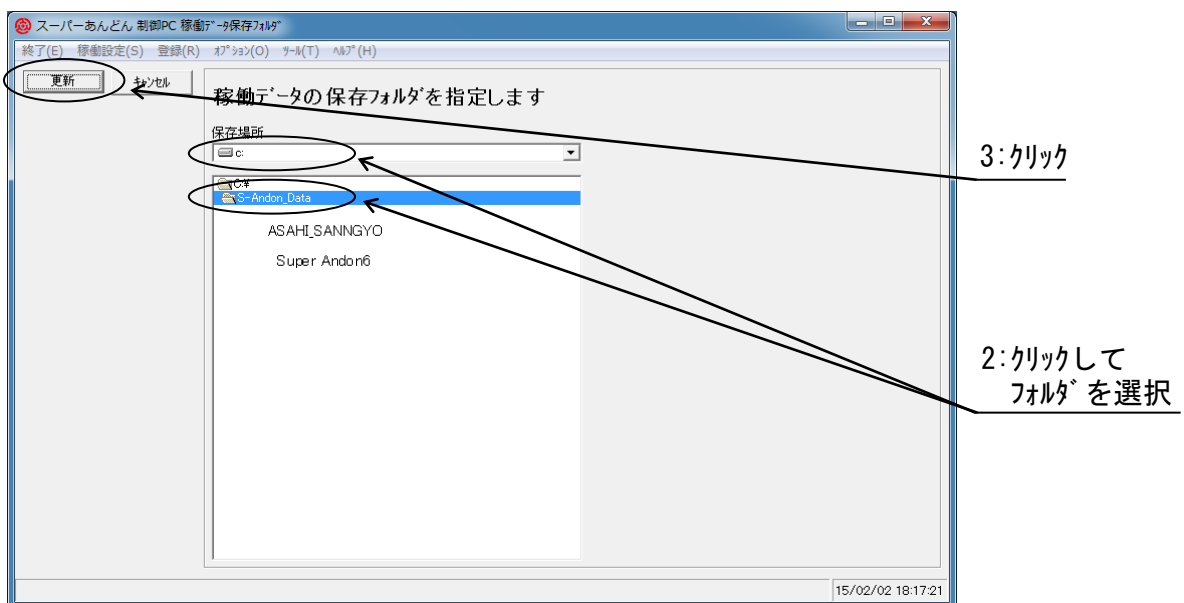 スーパーあんどん 制御PC 稼働ﾃﾞｰﾀ保存ﾌｫﾙﾀﾞ
終了(E) 稼働設定(S) 登録(R) ｵﾌﾟｼｮﾝ(O) ﾂｰﾙ(T) ﾍﾙﾌﾟ(H)
更新 ｷｬﾝｾﾙ
稼働ﾃﾞｰﾀの保存ﾌｫﾙﾀﾞを指定します
保存場所
c:
C:¥
S-Andon_Data
ASAHI_SANNGYO
Super Andon6
3:ｸﾘｯｸ
2:ｸﾘｯｸして
ﾌｫﾙﾀﾞを選択
15/02/02 18:17:21